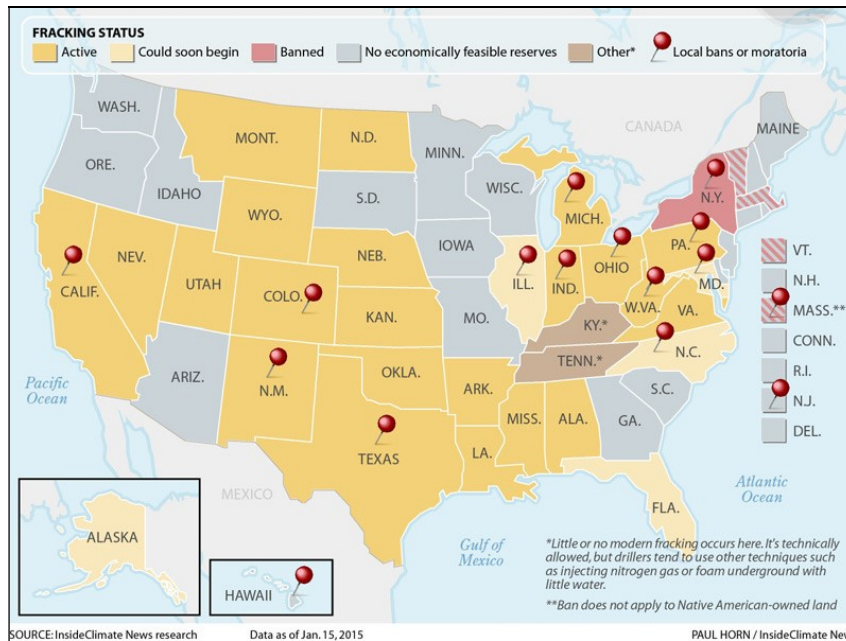 FRACKING STATUS
Active
Could soon begin
Banned
No economically feasible reserves
Other*
Local bans or moratoria
WASH.
ORE.
IDAHO
MONT.
N.D.
MINN.
CANADA
MAINE
S.D.
WISC.
WYO.
MICH.
N.Y.
IOWA
NEB.
NEV.
UTAH
CALIF.
COLO.
KAN.
MO.
ILL.
IND.
OHIO
PA.
MD.
W.VA.
VA.
KY.*
TENN.*
N.C.
S.C.
ARIZ.
N.M.
OKLA.
ARK.
TEXAS
LA.
MISS.
ALA.
GA.
FLA.
VT.
N.H.
MASS.**
CONN.
R.I.
N.J.
DEL.
Pacific
Ocean
Atlantic
Ocean
MEXICO
Gulf of
Mexico
ALASKA
HAWAII
*Little or no modern fracking occurs here. It's technically
allowed, but drillers tend to use other techniques such
as injecting nitrogen gas or foam underground with
little water.
**Ban does not apply to Native American-owned land
SOURCE: InsideClimate News research
Data as of Jan. 15, 2015
PAUL HORN / InsideClimate New